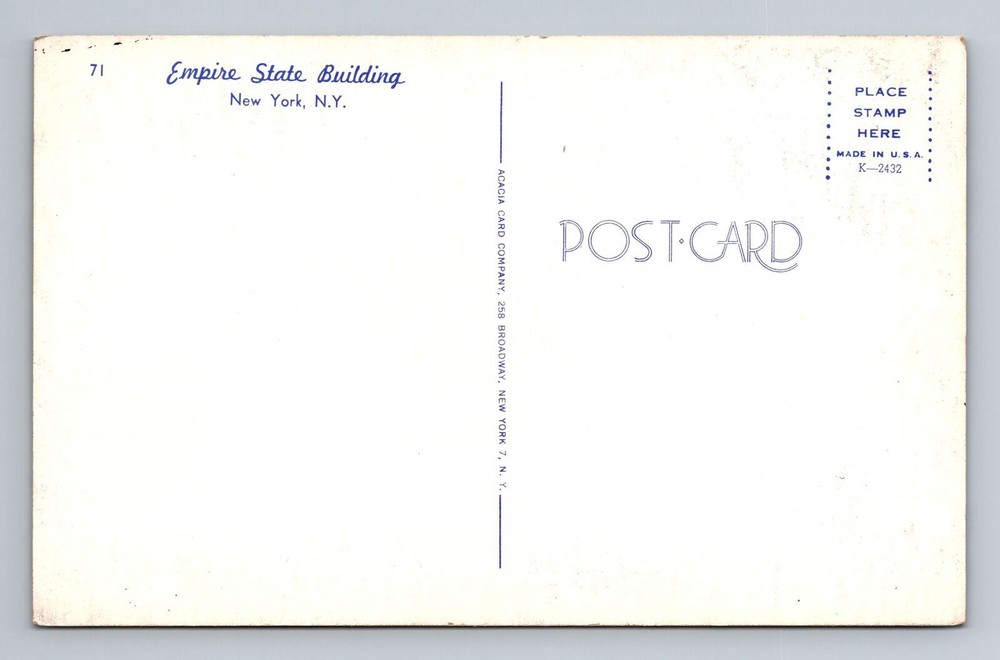 71
Empire State Building
New York, N.Y.
ACACIA CARD COMPANY, 258 BROADWAY, NEW YORK 7, N. Y.
PLACE
STAMP
HERE
MADE IN U.S.A.
K—2432
POST·CARD